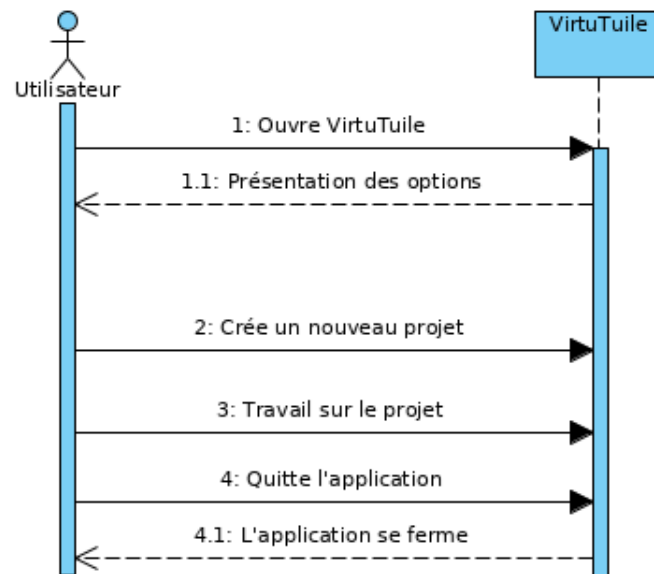 VirtuTuile
Utilisateur
1: Ouvre VirtuTuile
1.1: Présentation des options
2: Crée un nouveau projet
3: Travail sur le projet
4: Quitte l'application
4.1: L'application se ferme